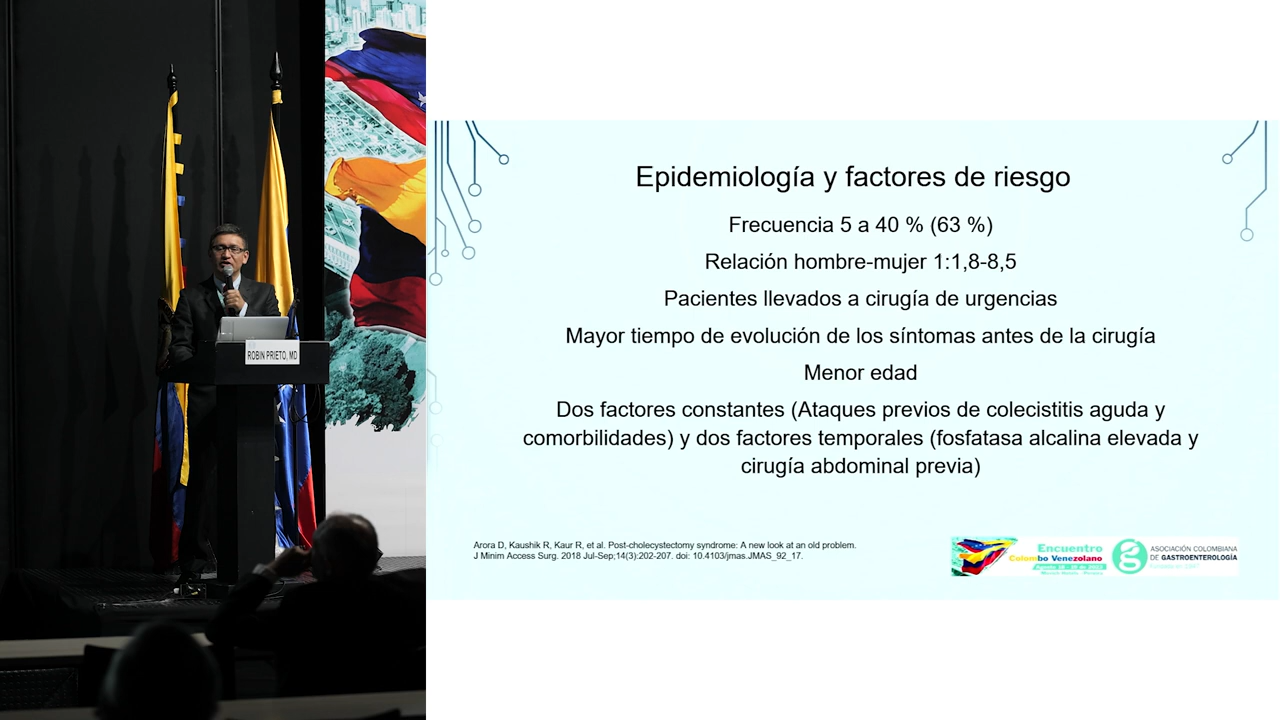 ROBIN PRIETO, MD
Epidemiología y factores de riesgo
Frecuencia 5 a 40 % (63 %)
Relación hombre-mujer 1:1,8-8,5
Pacientes llevados a cirugía de urgencias
Mayor tiempo de evolución de los síntomas antes de la cirugía
Menor edad
Dos factores constantes (Ataques previos de colecistitis aguda y
comorbilidades) y dos factores temporales (fosfatasa alcalina elevada y
cirugía abdominal previa)
Arora D, Kaushik R, Kaur R, et al. Post-cholecystectomy syndrome: A new look at an old problem.
J Minim Access Surg. 2018 Jul-Sep;14(3):202-207. doi: 10.4103/jmas.JMAS_92_17.
Encuentro
Colombo Venezolano
ASOCIACIÓN COLOMBIANA
DE GASTROENTEROLOGÍA